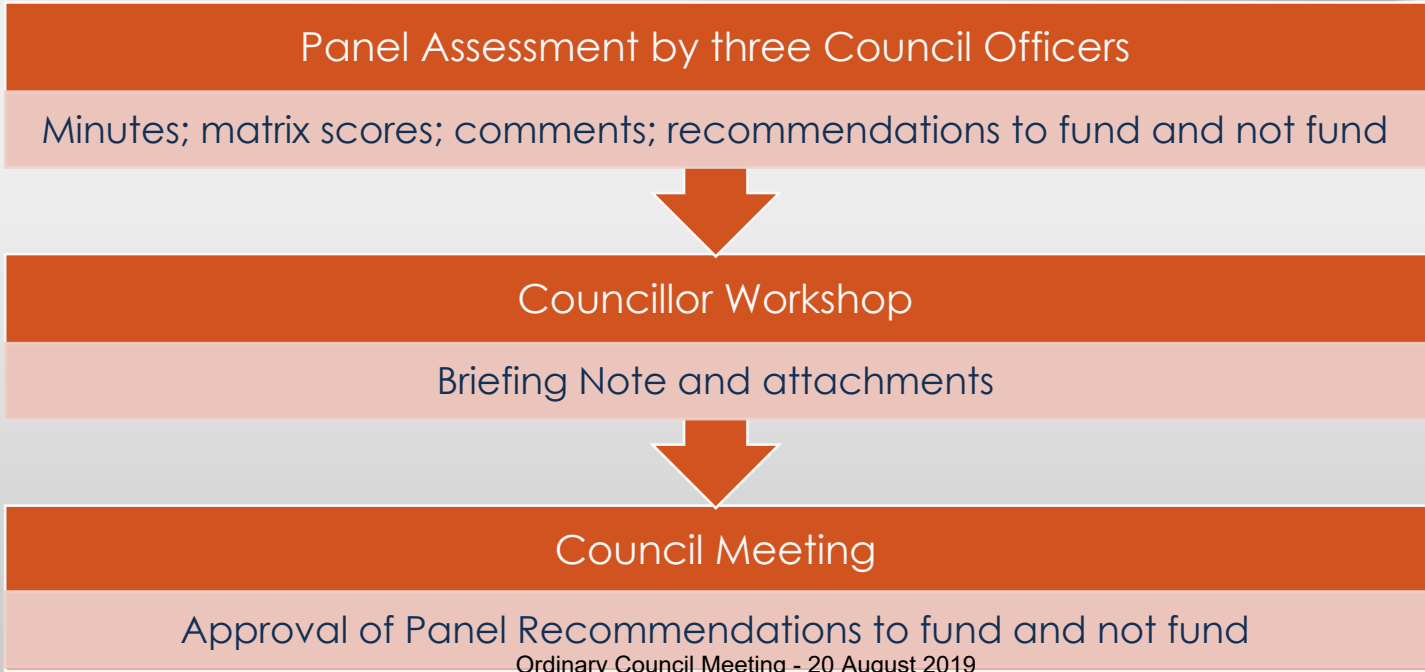 Panel Assessment by three Council Officers
Minutes; matrix scores; comments; recommendations to fund and not fund
Councillor Workshop
Briefing Note and attachments
Council Meeting
Approval of Panel Recommendations to fund and not fund
Ordinary Council Meeting - 20 August 2019